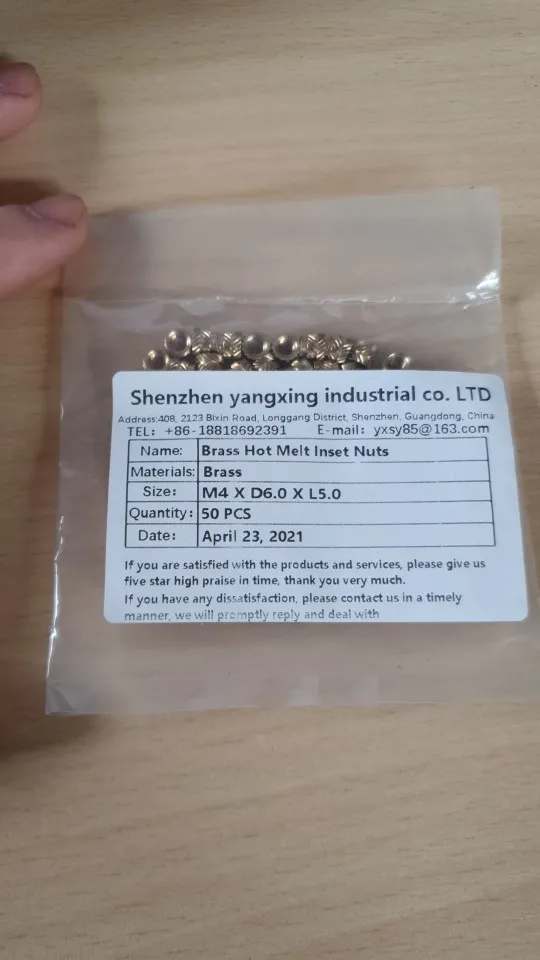 Shenzhen yangxing industrial co. LTD
Address:408, 2123 Bixin Road, Longgang District, Shenzhen, Guangdong, China
TEL: +86-18818692391 E-mail: yxsy85@163.com
Name: Brass Hot Melt Inset Nuts
Materials: Brass
Size: M4 X D6.0 X L5.0
Quantity: 50 PCS
Date: April 23, 2021
If you are satisfied with the products and services, please give us
five star high praise in time, thank you very much.
If you have any dissatisfaction, please contact us in a timely
manner, we will promptly reply and deal with